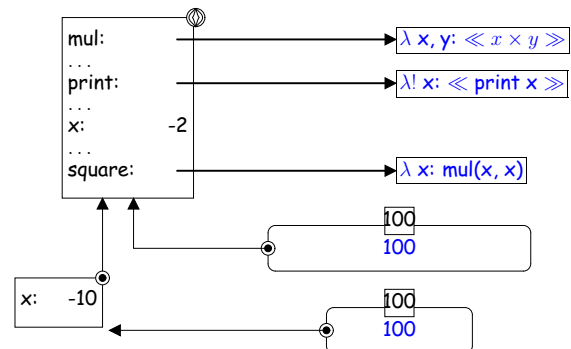 mul:
λ x, y: ≪ x × y ≫
. . .
print:
λ! x: ≪ print x ≫
. . .
x: -2
. . .
square:
λ x: mul(x, x)
100
100
x: -10
100
100